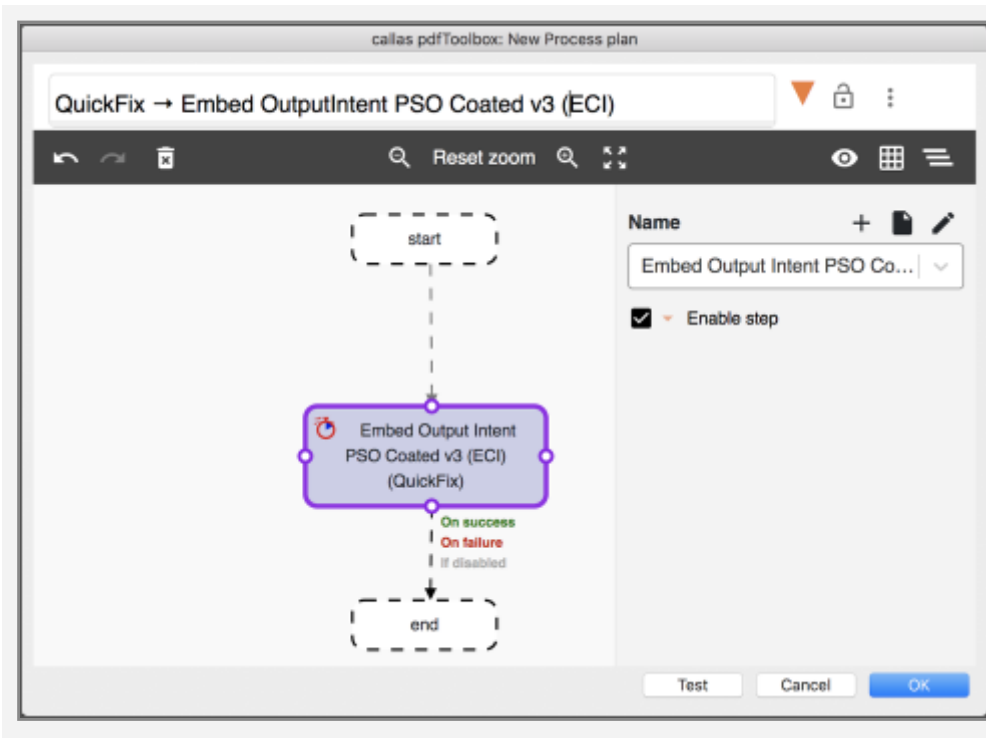 callas pdfToolbox: New Process plan
QuickFix → Embed OutputIntent PSO Coated v3 (ECI)
Reset zoom
start
Name
Embed Output Intent PSO Co...
Enable step
Embed Output Intent
PSO Coated v3 (ECI)
(QuickFix)
On success
On failure
If disabled
end
Test
Cancel
OK